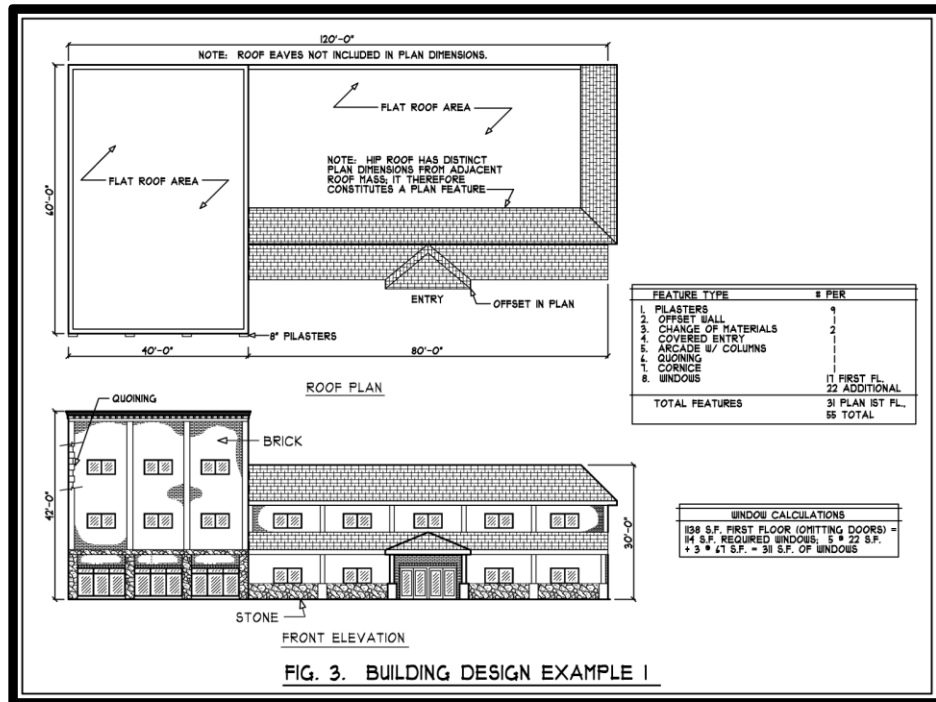 120'-0"
NOTE: ROOF EAVES NOT INCLUDED IN PLAN DIMENSIONS.
FLAT ROOF AREA
NOTE: HIP ROOF HAS DISTINCT
PLAN DIMENSIONS FROM ADJACENT
ROOF MASS; IT THEREFORE
CONSTITUTES A PLAN FEATURE
FLAT ROOF AREA
60'-0"
ENTRY
OFFSET IN PLAN
8" PILASTERS
40'-0"
80'-0"
ROOF PLAN
FEATURE TYPE # PER
1. PILASTERS 9
2. OFFSET WALL 1
3. CHANGE OF MATERIALS 2
4. COVERED ENTRY 1
5. ARCADE W/ COLUMNS 1
6. QUOINING 1
7. CORNICE 1
8. WINDOWS 17 FIRST FL.
22 ADDITIONAL
TOTAL FEATURES 31 PLAN 1ST FL.,
55 TOTAL
QUOINING
BRICK
42'-0"
30'-0"
STONE
FRONT ELEVATION
WINDOW CALCULATIONS
1138 S.F. FIRST FLOOR (OMITTING DOORS) =
114 S.F. REQUIRED WINDOWS; 5 @ 22 S.F.
+ 3 @ 67 S.F. = 311 S.F. OF WINDOWS
FIG. 3. BUILDING DESIGN EXAMPLE 1